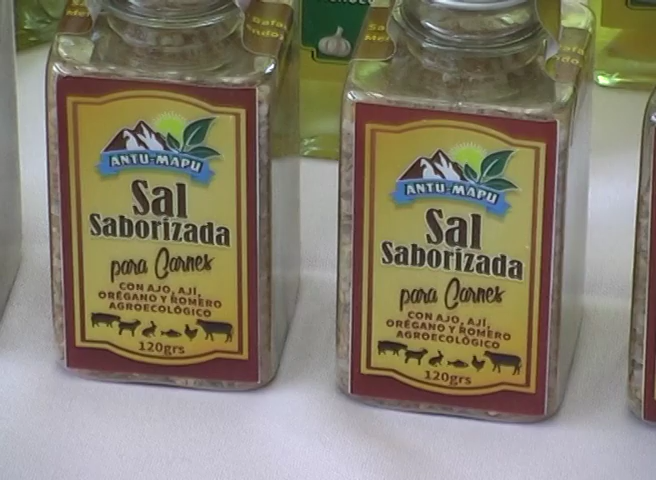 ANTU-MAPU
Sal
Saborizada
para Carnes
CON AJO, AJÍ,
ORÉGANO Y ROMERO
AGROECOLÓGICO
120grs
ANTU-MAPU
Sal
Saborizada
para Carnes
CON AJO, AJÍ,
ORÉGANO Y ROMERO
AGROECOLÓGICO
120grs